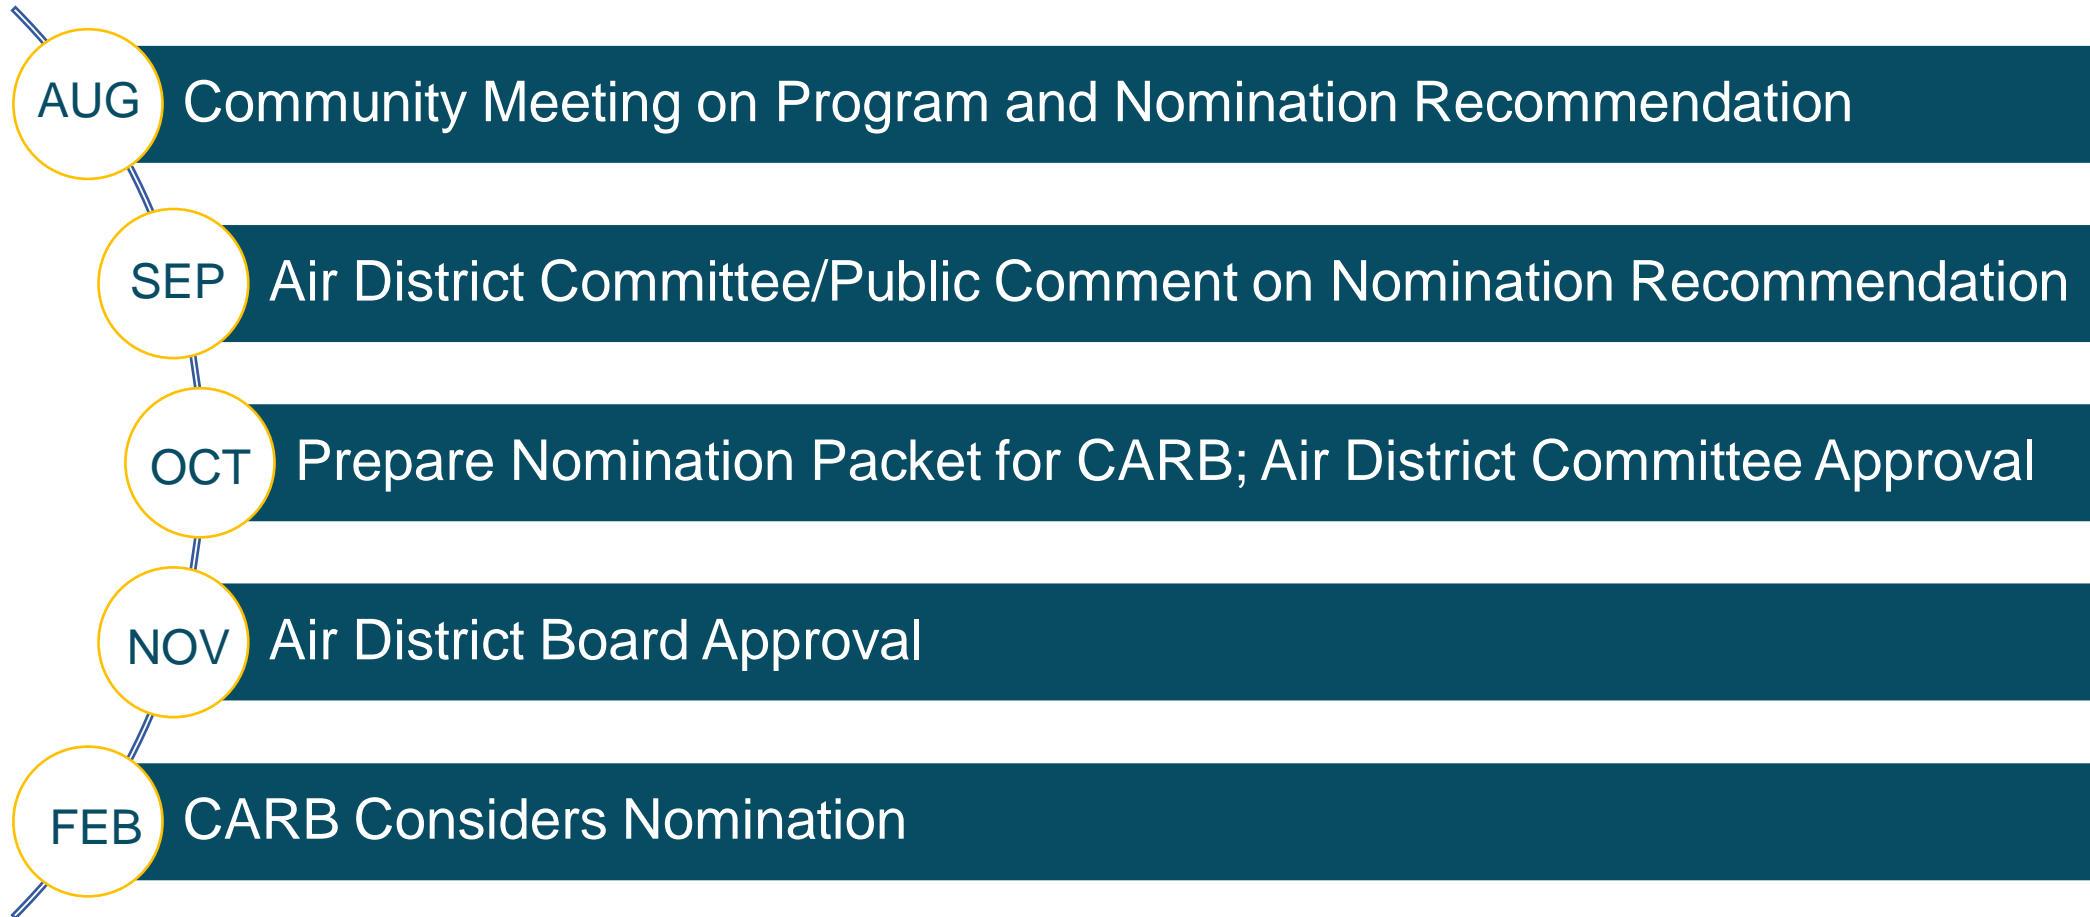 AUG
Community Meeting on Program and Nomination Recommendation
SEP
Air District Committee/Public Comment on Nomination Recommendation
OCT
Prepare Nomination Packet for CARB; Air District Committee Approval
NOV
Air District Board Approval
FEB
CARB Considers Nomination